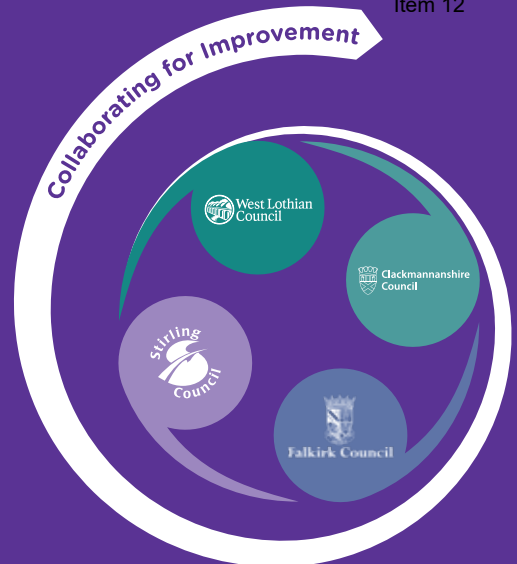 Item 12
Collaborating for Improvement
West Lothian
Council
Clackmannanshire
Council
Stirling
Council
Falkirk Council